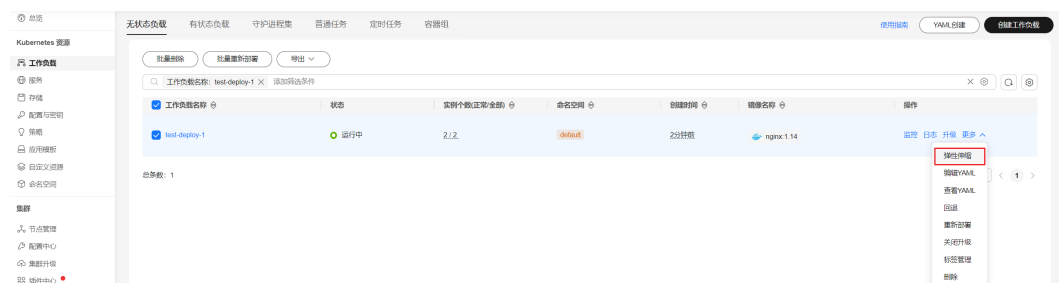 总览
Kubernetes 资源
工作负载
服务
存储
配置与密钥
策略
应用模板
自定义资源
命名空间
集群
节点管理
配置中心
集群升级
插件中心
无状态负载 有状态负载 守护进程集 普通任务 定时任务 容器组
使用指南 YAML创建 创建工作负载
批量删除 批量重新部署 导出
工作负载名称: test-deploy-1 × 添加筛选条件
工作负载名称 状态 实例个数(正常/全部) 命名空间 创建时间 镜像名称 操作
test-deploy-1 运行中 2 / 2 default 2分钟前 nginx:1.14 监控 日志 升级 更多
弹性伸缩
编辑YAML
查看YAML
回退
重新部署
关闭升级
标签管理
删除
总条数: 1
< 1 >